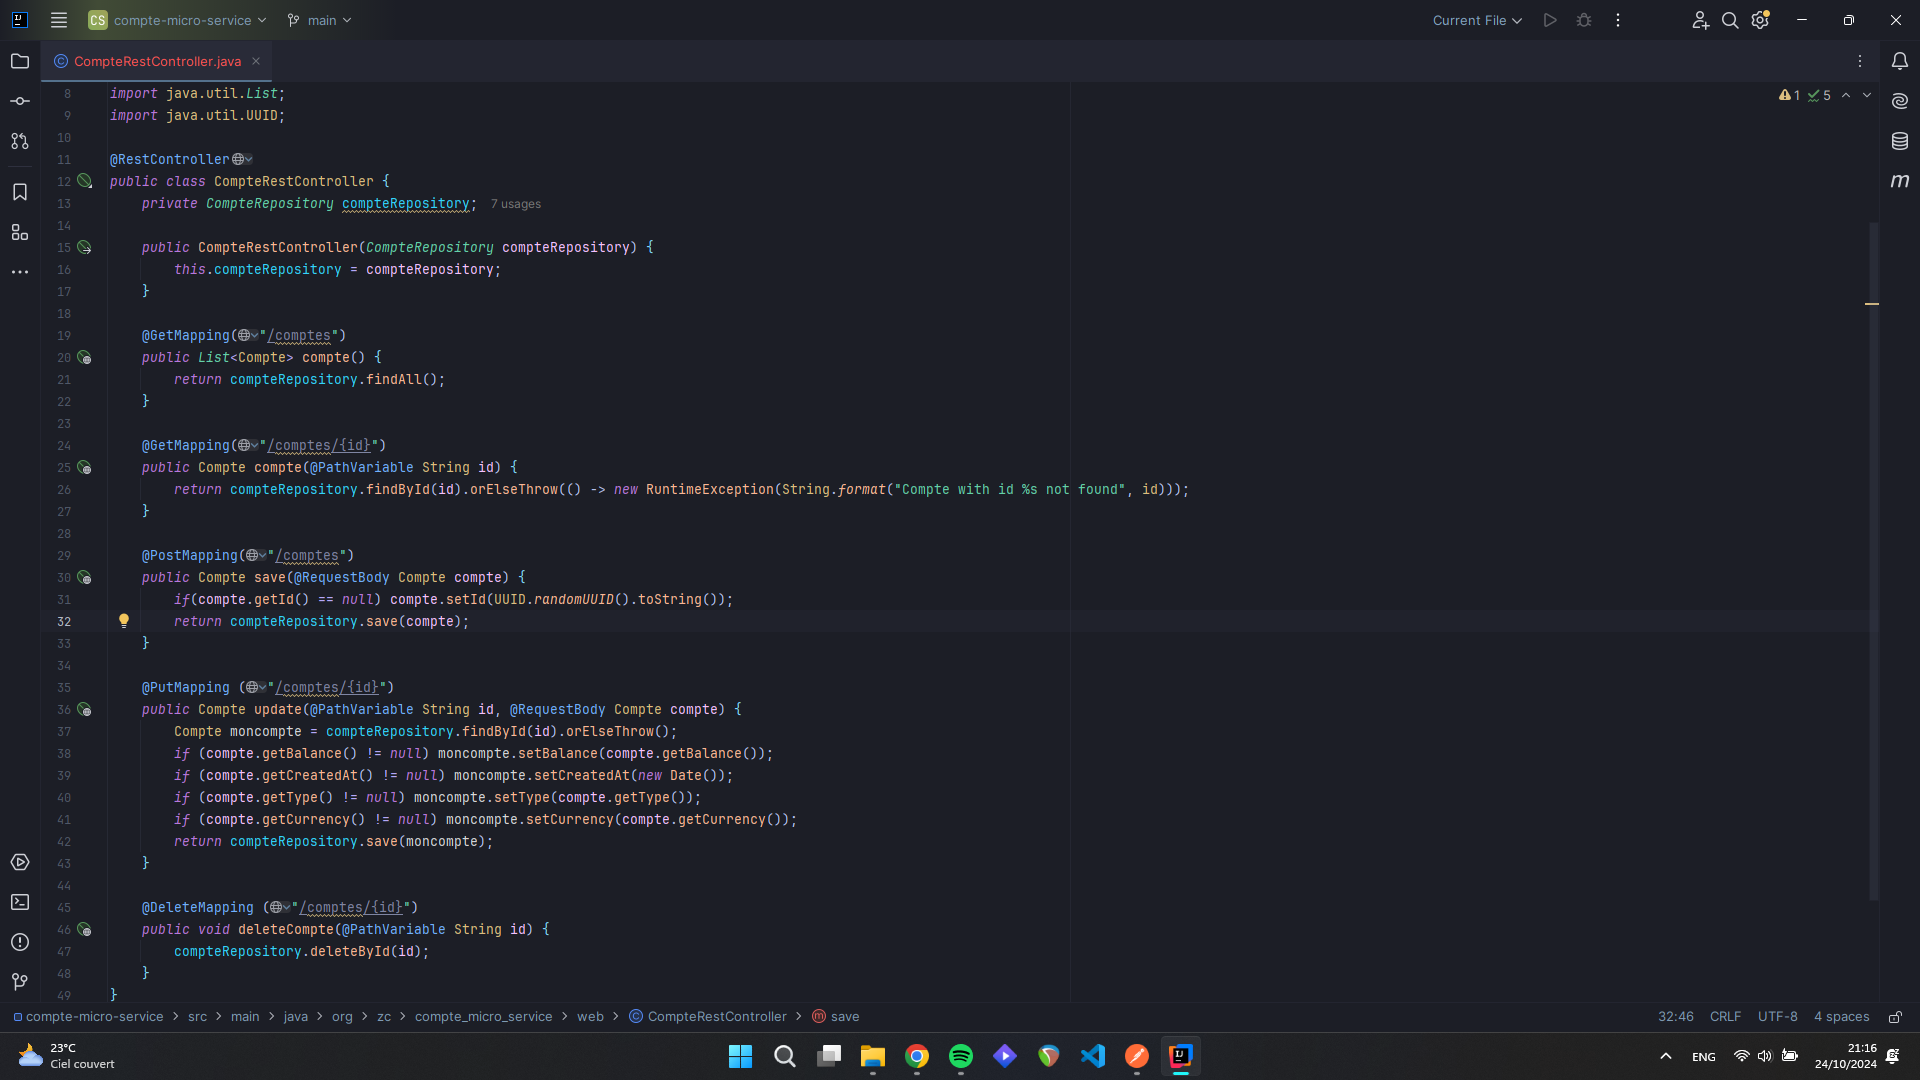 CS compte-micro-service main Current File
CompteRestController.java
8 import java.util.List;
1 5
9 import java.util.UUID;
10
11 @RestController
12 public class CompteRestController {
13 private CompteRepository compteRepository; 7 usages
14
15 public CompteRestController(CompteRepository compteRepository) {
16 this.compteRepository = compteRepository;
17 }
18
19 @GetMapping("/comptes")
20 public List<Compte> compte() {
21 return compteRepository.findAll();
22 }
23
24 @GetMapping("/comptes/{id}")
25 public Compte compte(@PathVariable String id) {
26 return compteRepository.findById(id).orElseThrow(() -> new RuntimeException(String.format("Compte with id %s not found", id)));
27 }
28
29 @PostMapping("/comptes")
30 public Compte save(@RequestBody Compte compte) {
31 if(compte.getId() == null) compte.setId(UUID.randomUUID().toString());
32 return compteRepository.save(compte);
33 }
34
35 @PutMapping ("/comptes/{id}")
36 public Compte update(@PathVariable String id, @RequestBody Compte compte) {
37 Compte moncompte = compteRepository.findById(id).orElseThrow();
38 if (compte.getBalance() != null) moncompte.setBalance(compte.getBalance());
39 if (compte.getCreatedAt() != null) moncompte.setCreatedAt(new Date());
40 if (compte.getType() != null) moncompte.setType(compte.getType());
41 if (compte.getCurrency() != null) moncompte.setCurrency(compte.getCurrency());
42 return compteRepository.save(moncompte);
43 }
44
45 @DeleteMapping ("/comptes/{id}")
46 public void deleteCompte(@PathVariable String id) {
47 compteRepository.deleteById(id);
48 }
49 }
compte-micro-service > src > main > java > org > zc > compte_micro_service > web > CompteRestController > save 32:46 CRLF UTF-8 4 spaces
23°C
Ciel couvert
ENG
21:16
24/10/2024